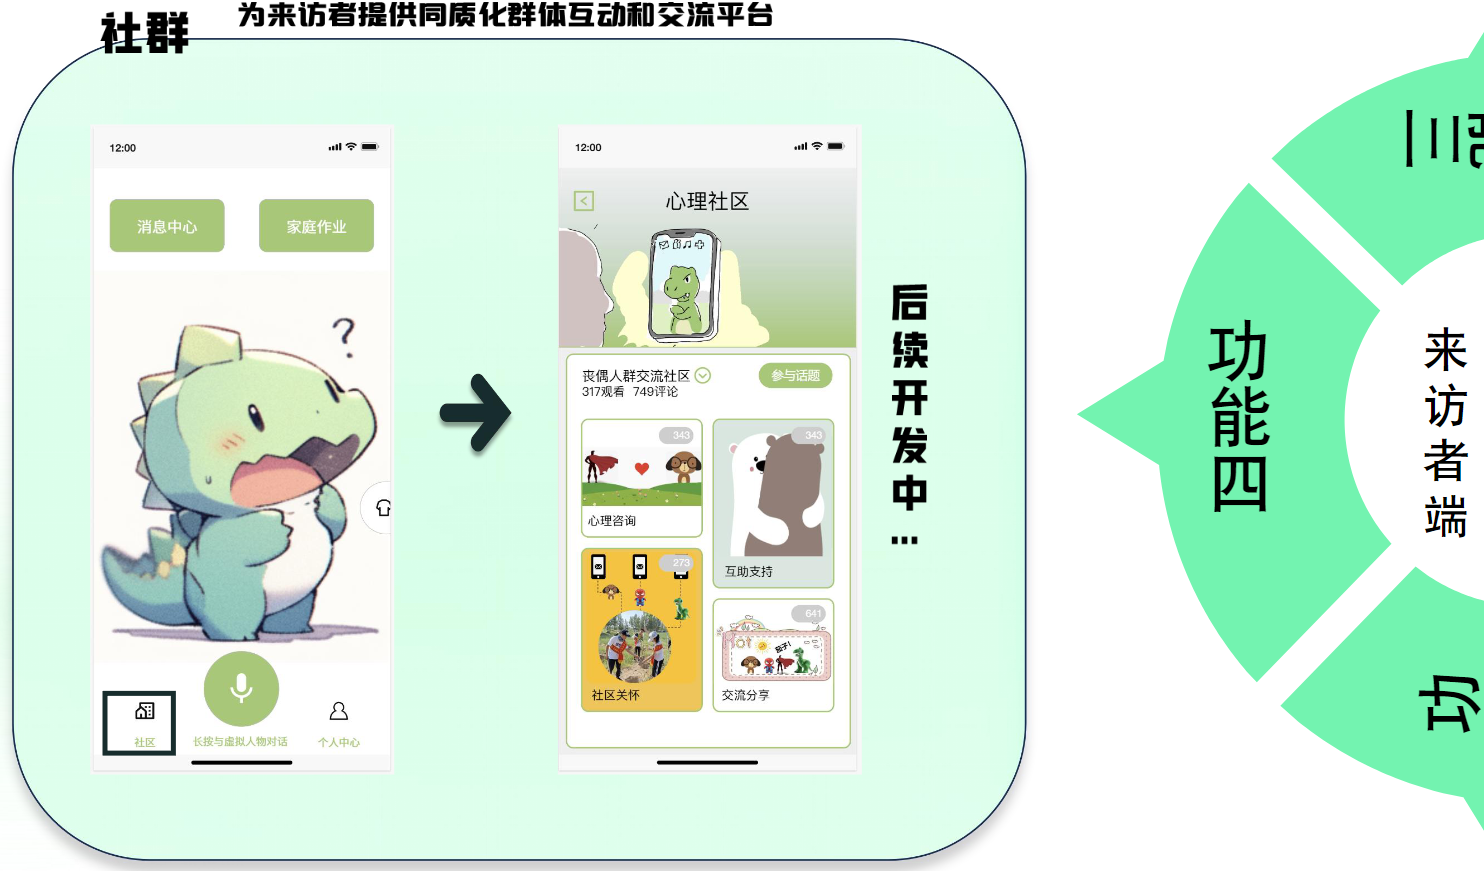 社群
为来访者提供同质化群体互动和交流平台
12:00
消息中心
家庭作业
?
社区
长按与虚拟人物对话
个人中心
12:00
心理社区
丧偶人群交流社区
参与话题
317观看 749评论
343
心理咨询
343
互助支持
273
社区关怀
641
交流分享
后续开发中...
三
功能四
来访者端
功